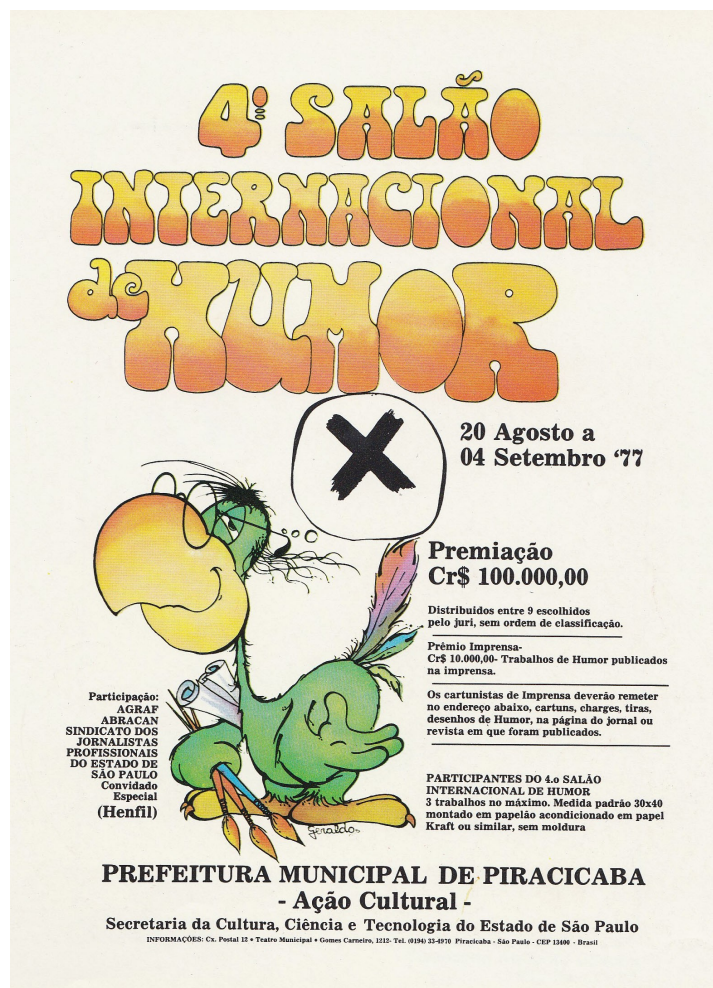 4º SALÃO
INTERNACIONAL
de HUMOR
X
20 Agosto a
04 Setembro '77
Premiação
Cr$ 100.000,00
Distribuidos entre 9 escolhidos
pelo juri, sem ordem de classificação.
Prêmio Imprensa-
Cr$ 10.000,00- Trabalhos de Humor publicados
na imprensa.
Os cartunistas de Imprensa deverão remeter
no endereço abaixo, cartuns, charges, tiras,
desenhos de Humor, na página do jornal ou
revista em que foram publicados.
Participação:
AGRAF
ABRACAN
SINDICATO DOS
JORNALISTAS
PROFISSIONAIS
DO ESTADO DE
SÃO PAULO
Convidado
Especial
(Henfil)
PARTICIPANTES DO 4.o SALÃO
INTERNACIONAL DE HUMOR
3 trabalhos no máximo. Medida padrão 30x40
montado em papelão acondicionado em papel
Kraft ou similar, sem moldura
Geraldo
PREFEITURA MUNICIPAL DE PIRACICABA
- Ação Cultural -
Secretaria da Cultura, Ciência e Tecnologia do Estado de São Paulo
INFORMAÇÕES: Cx. Postal 12 • Teatro Municipal • Gomes Carneiro, 1212- Tel. (0194) 33-4970 Piracicaba - São Paulo - CEP 13400 - Brasil